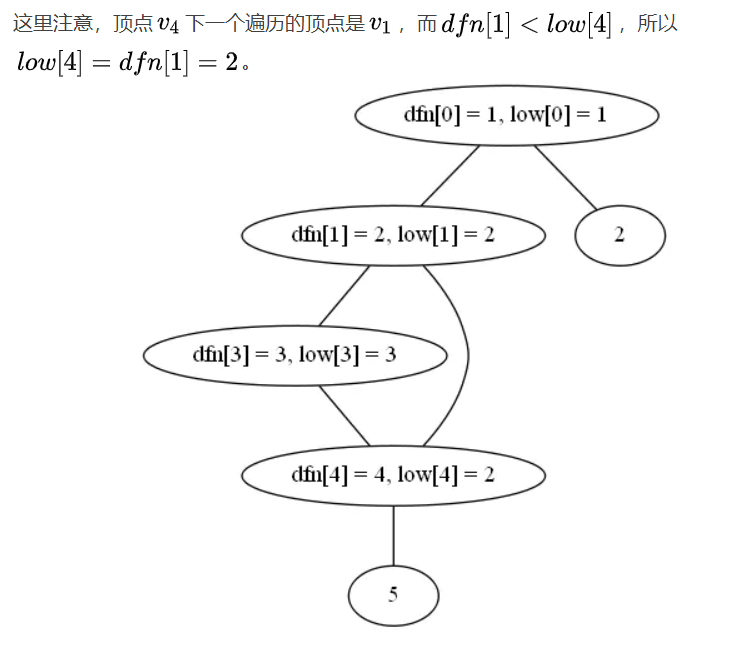 这里注意，顶点 v₄ 下一个遍历的顶点是 v₁ ，而 dfn[1] < low[4] ，所以
low[4] = dfn[1] = 2。
dfn[0] = 1, low[0] = 1
dfn[1] = 2, low[1] = 2
2
dfn[3] = 3, low[3] = 3
dfn[4] = 4, low[4] = 2
5